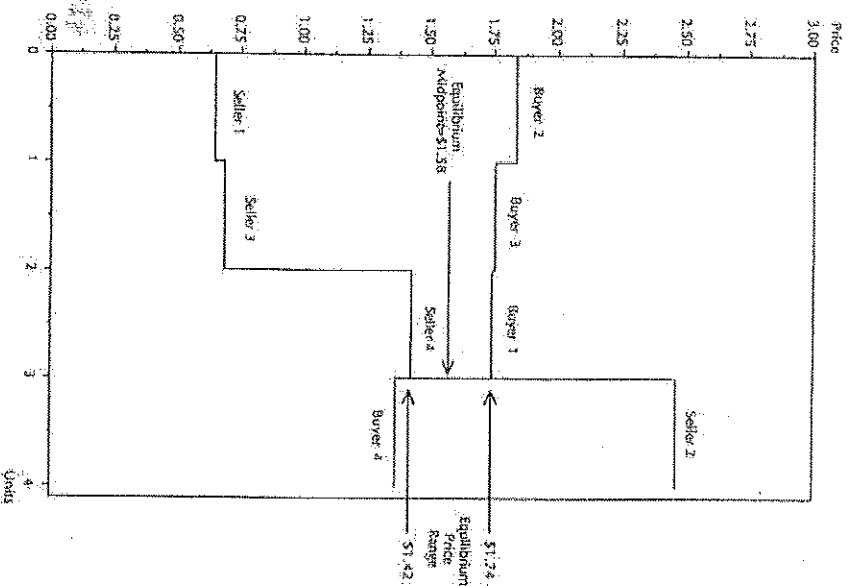 Price
3.00
2.75
2.50
2.25
2.00
1.75
1.50
1.25
1.00
0.75
0.50
0.25
0.00
0
1
2
3
4
Units
Buyer 2
Buyer 3
Buyer 1
Buyer 4
Seller 1
Seller 3
Seller 4
Seller 2
Equilibrium
Midpoint=$1.58
$1.74
Equilibrium
Price
Range
$1.42